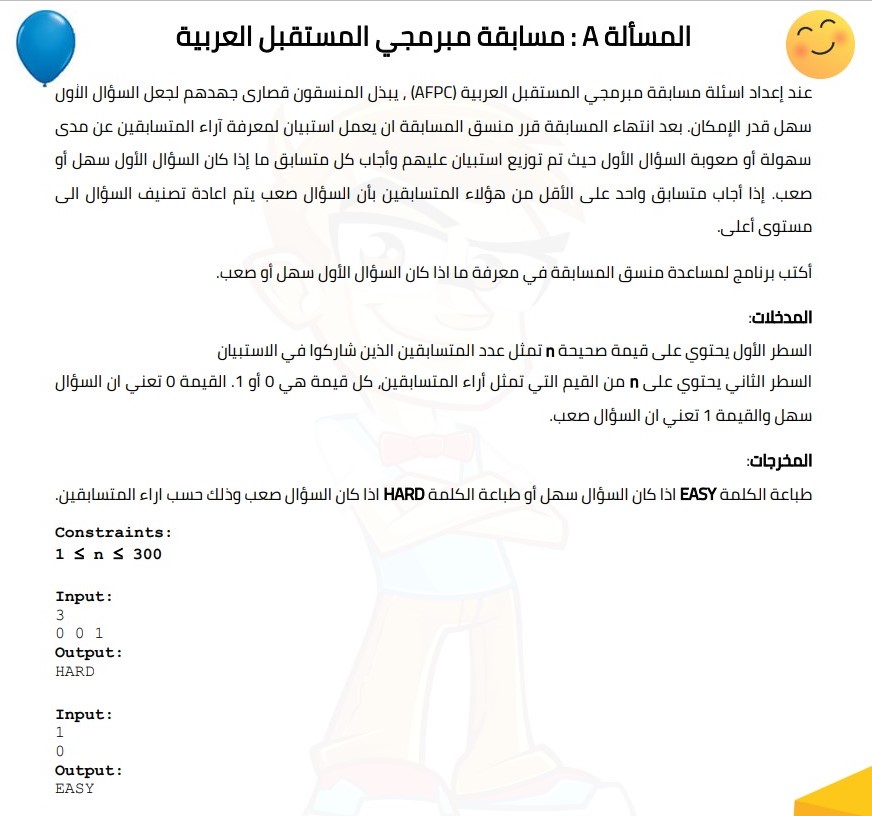 المسألة A : مسابقة مبرمجي المستقبل العربية
عند إعداد اسئلة مسابقة مبرمجي المستقبل العربية (AFPC) , يبذل المنسقون قصارى جهدهم لجعل السؤال الأول
سهل قدر الإمكان. بعد انتهاء المسابقة قرر منسق المسابقة ان يعمل استبيان لمعرفة آراء المتسابقين عن مدى
سهولة أو صعوبة السؤال الأول حيث تم توزيع استبيان عليهم وأجاب كل متسابق ما إذا كان السؤال الأول سهل أو
صعب. إذا أجاب متسابق واحد على الأقل من هؤلاء المتسابقين بأن السؤال صعب يتم اعادة تصنيف السؤال الى
مستوى أعلى.
أكتب برنامج لمساعدة منسق المسابقة في معرفة ما اذا كان السؤال الأول سهل أو صعب.
المدخلات:
السطر الأول يحتوي على قيمة صحيحة n تمثل عدد المتسابقين الذين شاركوا في الاستبيان
السطر الثاني يحتوي على n من القيم التي تمثل أراء المتسابقين, كل قيمة هي 0 أو 1. القيمة 0 تعني ان السؤال
سهل والقيمة 1 تعني ان السؤال صعب.
المخرجات:
طباعة الكلمة EASY اذا كان السؤال سهل أو طباعة الكلمة HARD اذا كان السؤال صعب وذلك حسب اراء المتسابقين.
Constraints:
1 ≤ n ≤ 300
Input:
3
0 0 1
Output:
HARD
Input:
1
0
Output:
EASY